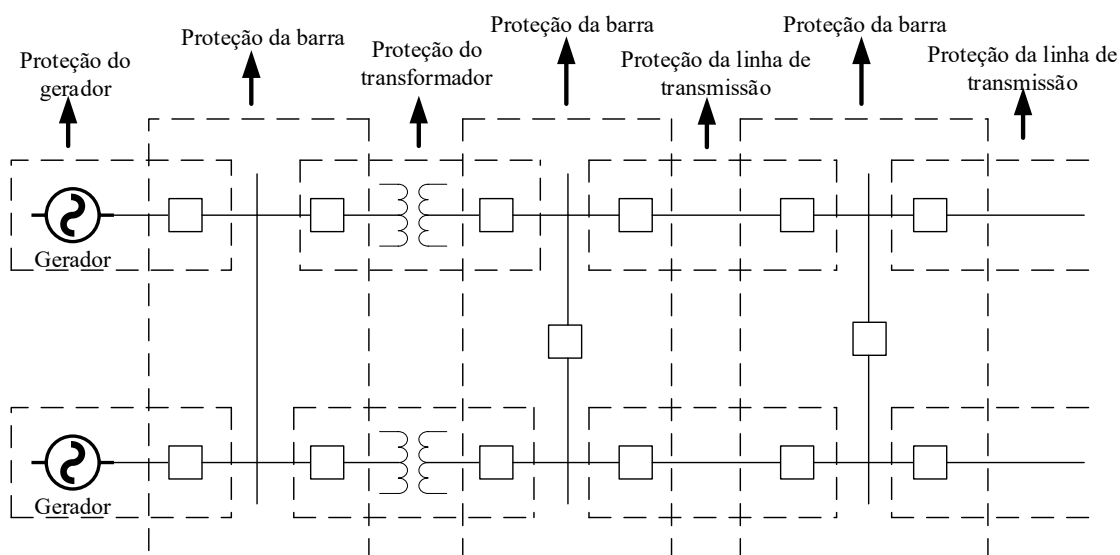 Proteção do
gerador
Proteção da barra
Proteção do
transformador
Proteção da barra
Proteção da linha de
transmissão
Proteção da barra
Proteção da linha de
transmissão
Gerador
Gerador